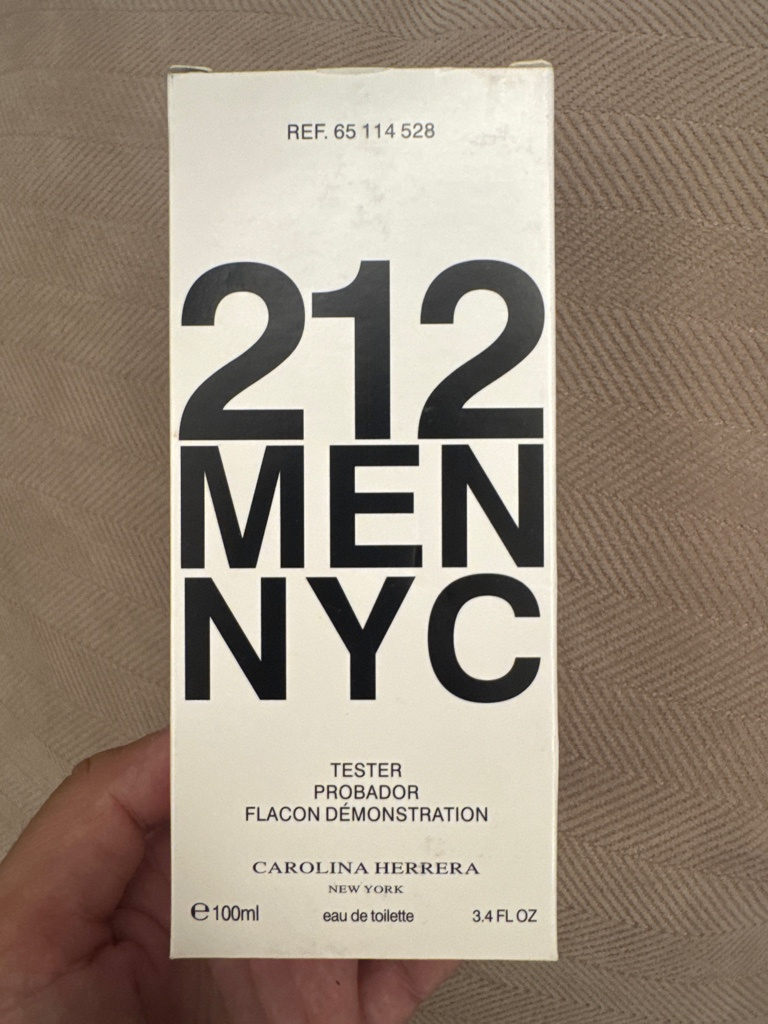 REF. 65 114 528
212
MEN
NYC
TESTER
PROBADOR
FLACON DÉMONSTRATION
CAROLINA HERRERA
NEW YORK
℮100ml eau de toilette 3.4 FL OZ